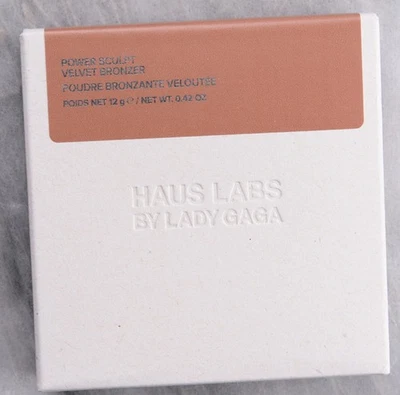 POWER SCULPT
VELVET BRONZER
POUDRE BRONZANTE VELOUTÉE
POIDS NET 12 g ℮ / NET WT. 0.42 OZ
HAUS LABS
BY LADY GAGA